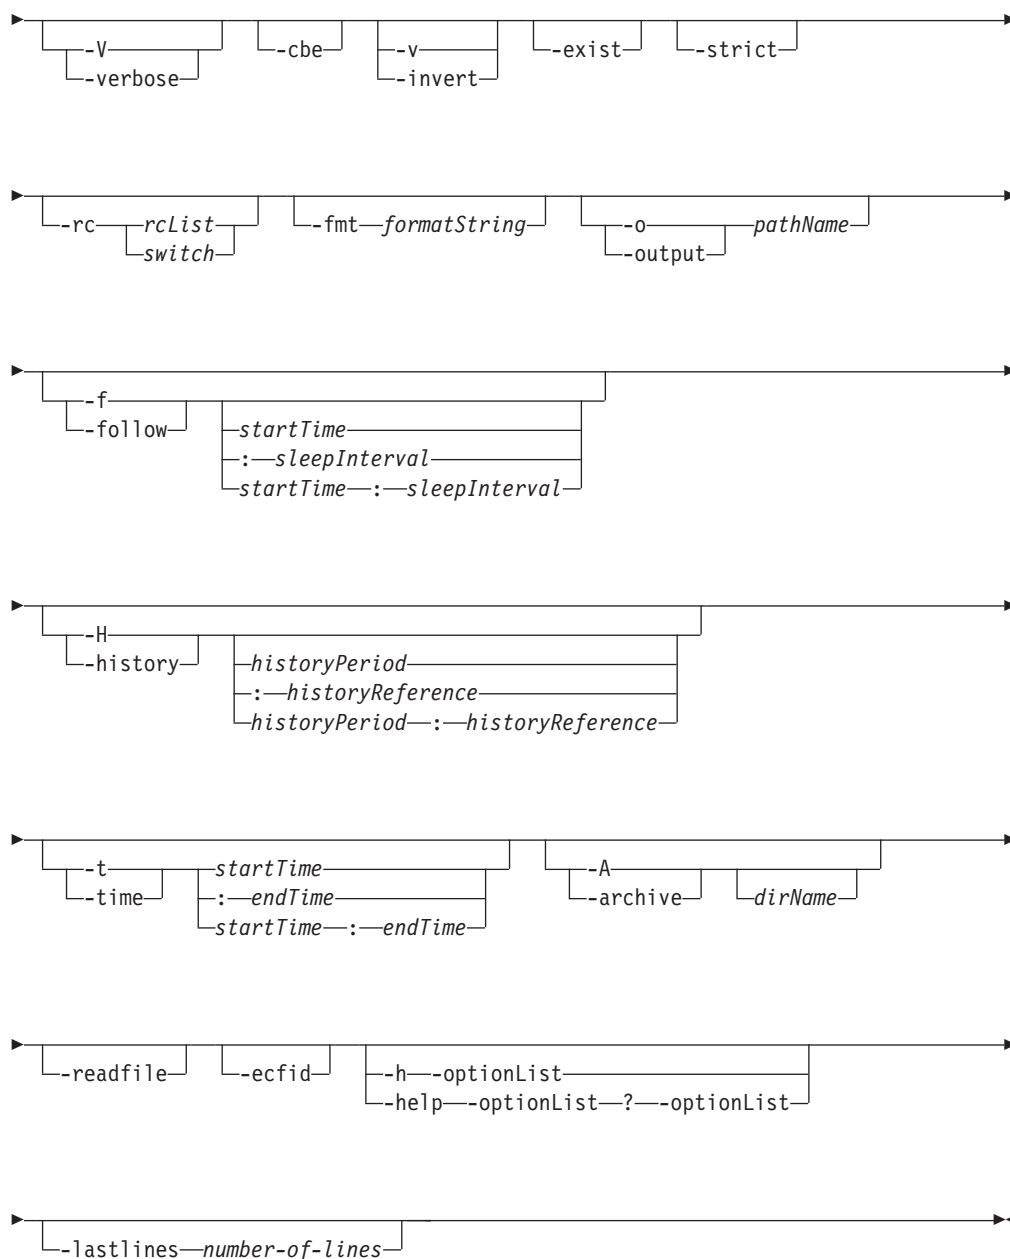 -V -cbe -v -exist -strict
-verbose -invert
-rc rcList -fmt formatString -o pathName
switch -output
-f
-follow startTime
: sleepInterval
startTime : sleepInterval
-H
-history historyPeriod
: historyReference
historyPeriod : historyReference
-t startTime -A
-time : endTime -archive dirName
startTime : endTime
-readfile -ecfid -h -optionList
-help -optionList ? -optionList
-lastlines number-of-lines